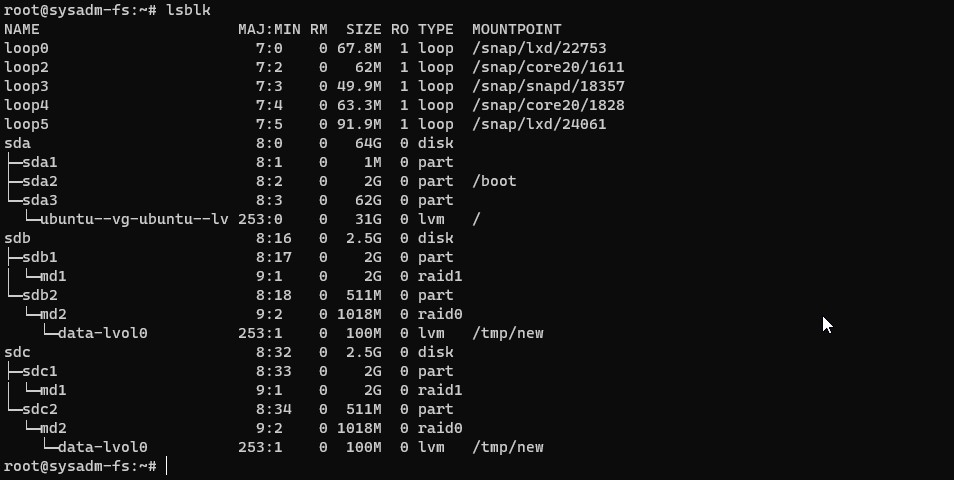 root@sysadm-fs:~# lsblk
NAME                      MAJ:MIN RM  SIZE RO TYPE  MOUNTPOINT
loop0                       7:0    0 67.8M  1 loop  /snap/lxd/22753
loop2                       7:2    0   62M  1 loop  /snap/core20/1611
loop3                       7:3    0 49.9M  1 loop  /snap/snapd/18357
loop4                       7:4    0 63.3M  1 loop  /snap/core20/1828
loop5                       7:5    0 91.9M  1 loop  /snap/lxd/24061
sda                         8:0    0   64G  0 disk
├─sda1                      8:1    0    1M  0 part
├─sda2                      8:2    0    2G  0 part  /boot
└─sda3                      8:3    0   62G  0 part
  └─ubuntu--vg-ubuntu--lv 253:0    0   31G  0 lvm   /
sdb                         8:16   0  2.5G  0 disk
├─sdb1                      8:17   0    2G  0 part
│ └─md1                     9:1    0    2G  0 raid1
└─sdb2                      8:18   0  511M  0 part
  └─md2                     9:2    0 1018M  0 raid0
    └─data-lvol0          253:1    0  100M  0 lvm   /tmp/new
sdc                         8:32   0  2.5G  0 disk
├─sdc1                      8:33   0    2G  0 part
│ └─md1                     9:1    0    2G  0 raid1
└─sdc2                      8:34   0  511M  0 part
  └─md2                     9:2    0 1018M  0 raid0
    └─data-lvol0          253:1    0  100M  0 lvm   /tmp/new
root@sysadm-fs:~#